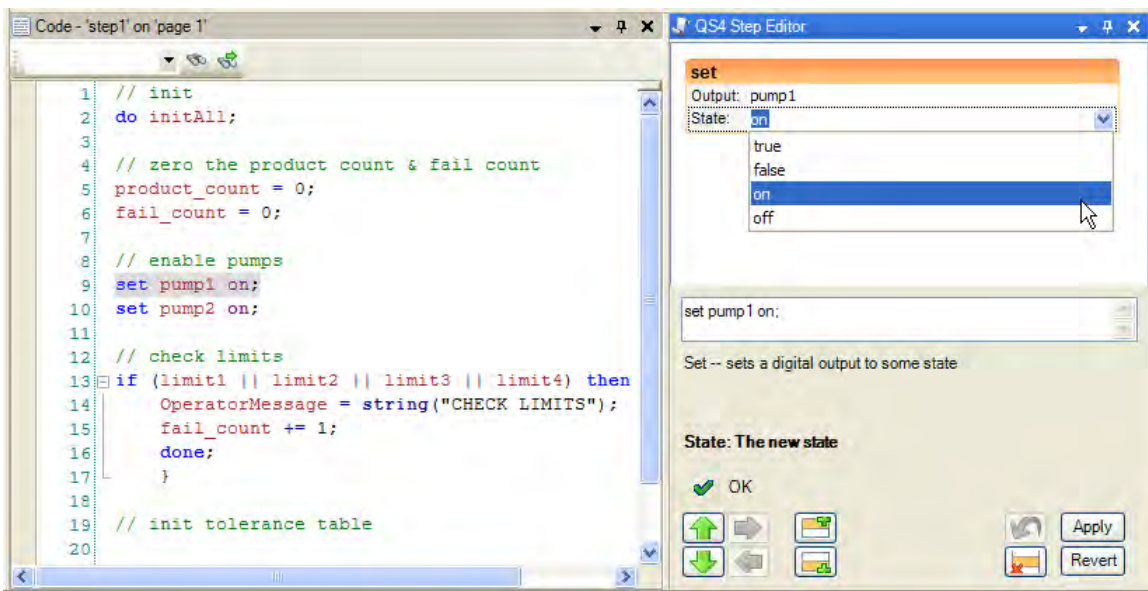 Code - 'step1' on 'page 1'
1 // init
2 do initAll;
3
4 // zero the product count & fail count
5 product_count = 0;
6 fail_count = 0;
7
8 // enable pumps
9 set pump1 on;
10 set pump2 on;
11
12 // check limits
13 if (limit1 || limit2 || limit3 || limit4) then
14 OperatorMessage = string("CHECK LIMITS");
15 fail_count += 1;
16 done;
17 }
18
19 // init tolerance table
20
QS4 Step Editor
set
Output: pump1
State: on
true
false
on
off
set pump1 on;
Set -- sets a digital output to some state
State: The new state
OK
Apply
Revert